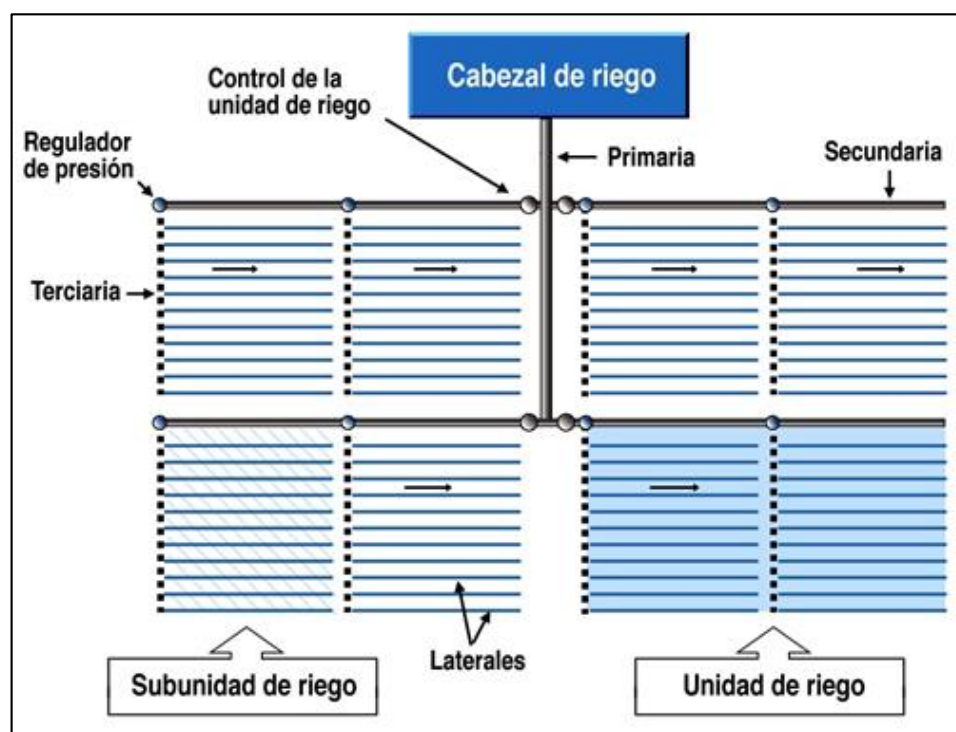 Cabezal de riego
Control de la
unidad de riego
Regulador
de presión
Primaria
Secundaria
Terciaria
Laterales
Subunidad de riego
Unidad de riego